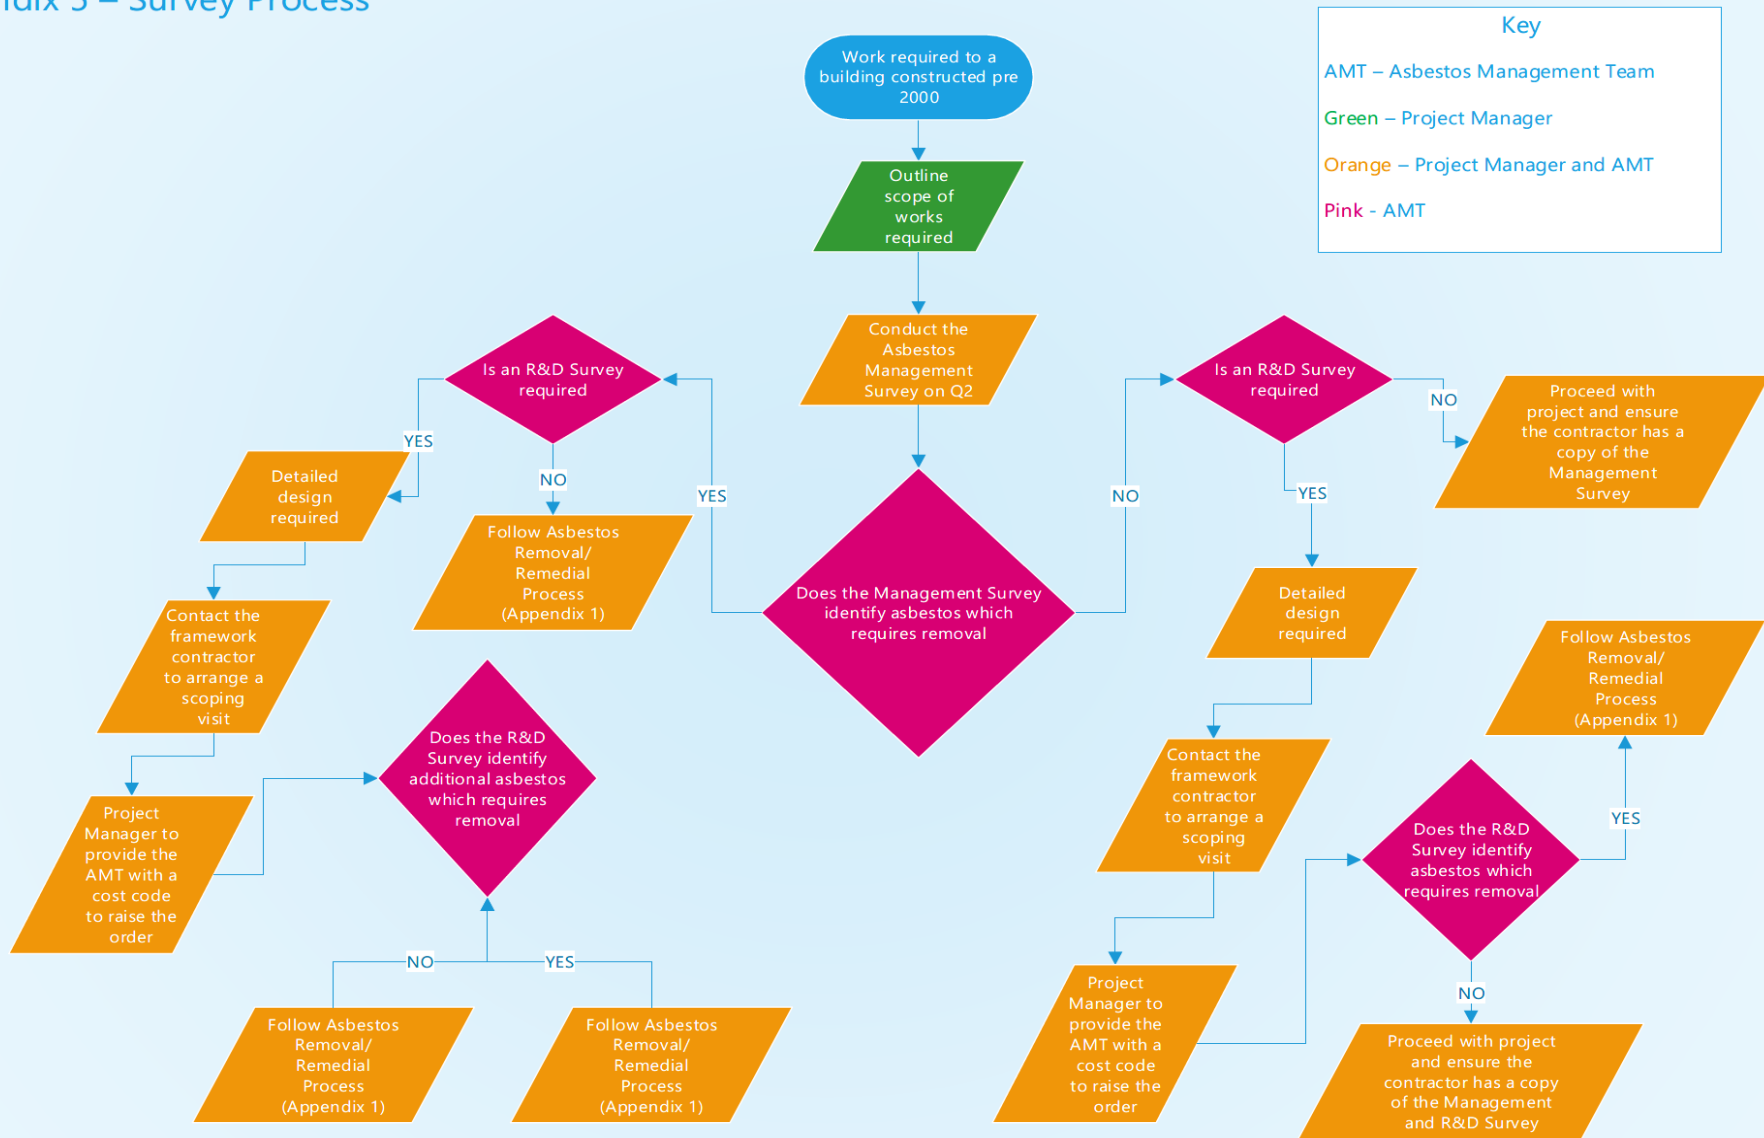 ndix 5 – Survey Process
Key
AMT – Asbestos Management Team
Green – Project Manager
Orange – Project Manager and AMT
Pink - AMT
Work required to a
building constructed pre
2000
Outline
scope of
works
required
Conduct the
Asbestos
Management
Survey on Q2
Does the Management Survey
identify asbestos which
requires removal
YES
NO
Is an R&D Survey
required
YES
NO
Detailed
design
required
Follow Asbestos
Removal/
Remedial
Process
(Appendix 1)
Contact the
framework
contractor
to arrange a
scoping
visit
Project
Manager to
provide the
AMT with a
cost code
to raise the
order
Does the R&D
Survey identify
additional asbestos
which requires
removal
NO
YES
Follow Asbestos
Removal/
Remedial
Process
(Appendix 1)
Follow Asbestos
Removal/
Remedial
Process
(Appendix 1)
Is an R&D Survey
required
NO
YES
Proceed with
project and ensure
the contractor has a
copy of the
Management
Survey
Detailed
design
required
Contact the
framework
contractor
to arrange a
scoping
visit
Project
Manager to
provide the
AMT with a
cost code
to raise the
order
Does the R&D
Survey identify
asbestos which
requires removal
YES
NO
Follow Asbestos
Removal/
Remedial
Process
(Appendix 1)
Proceed with project
and ensure the
contractor has a copy
of the Management
and R&D Survey